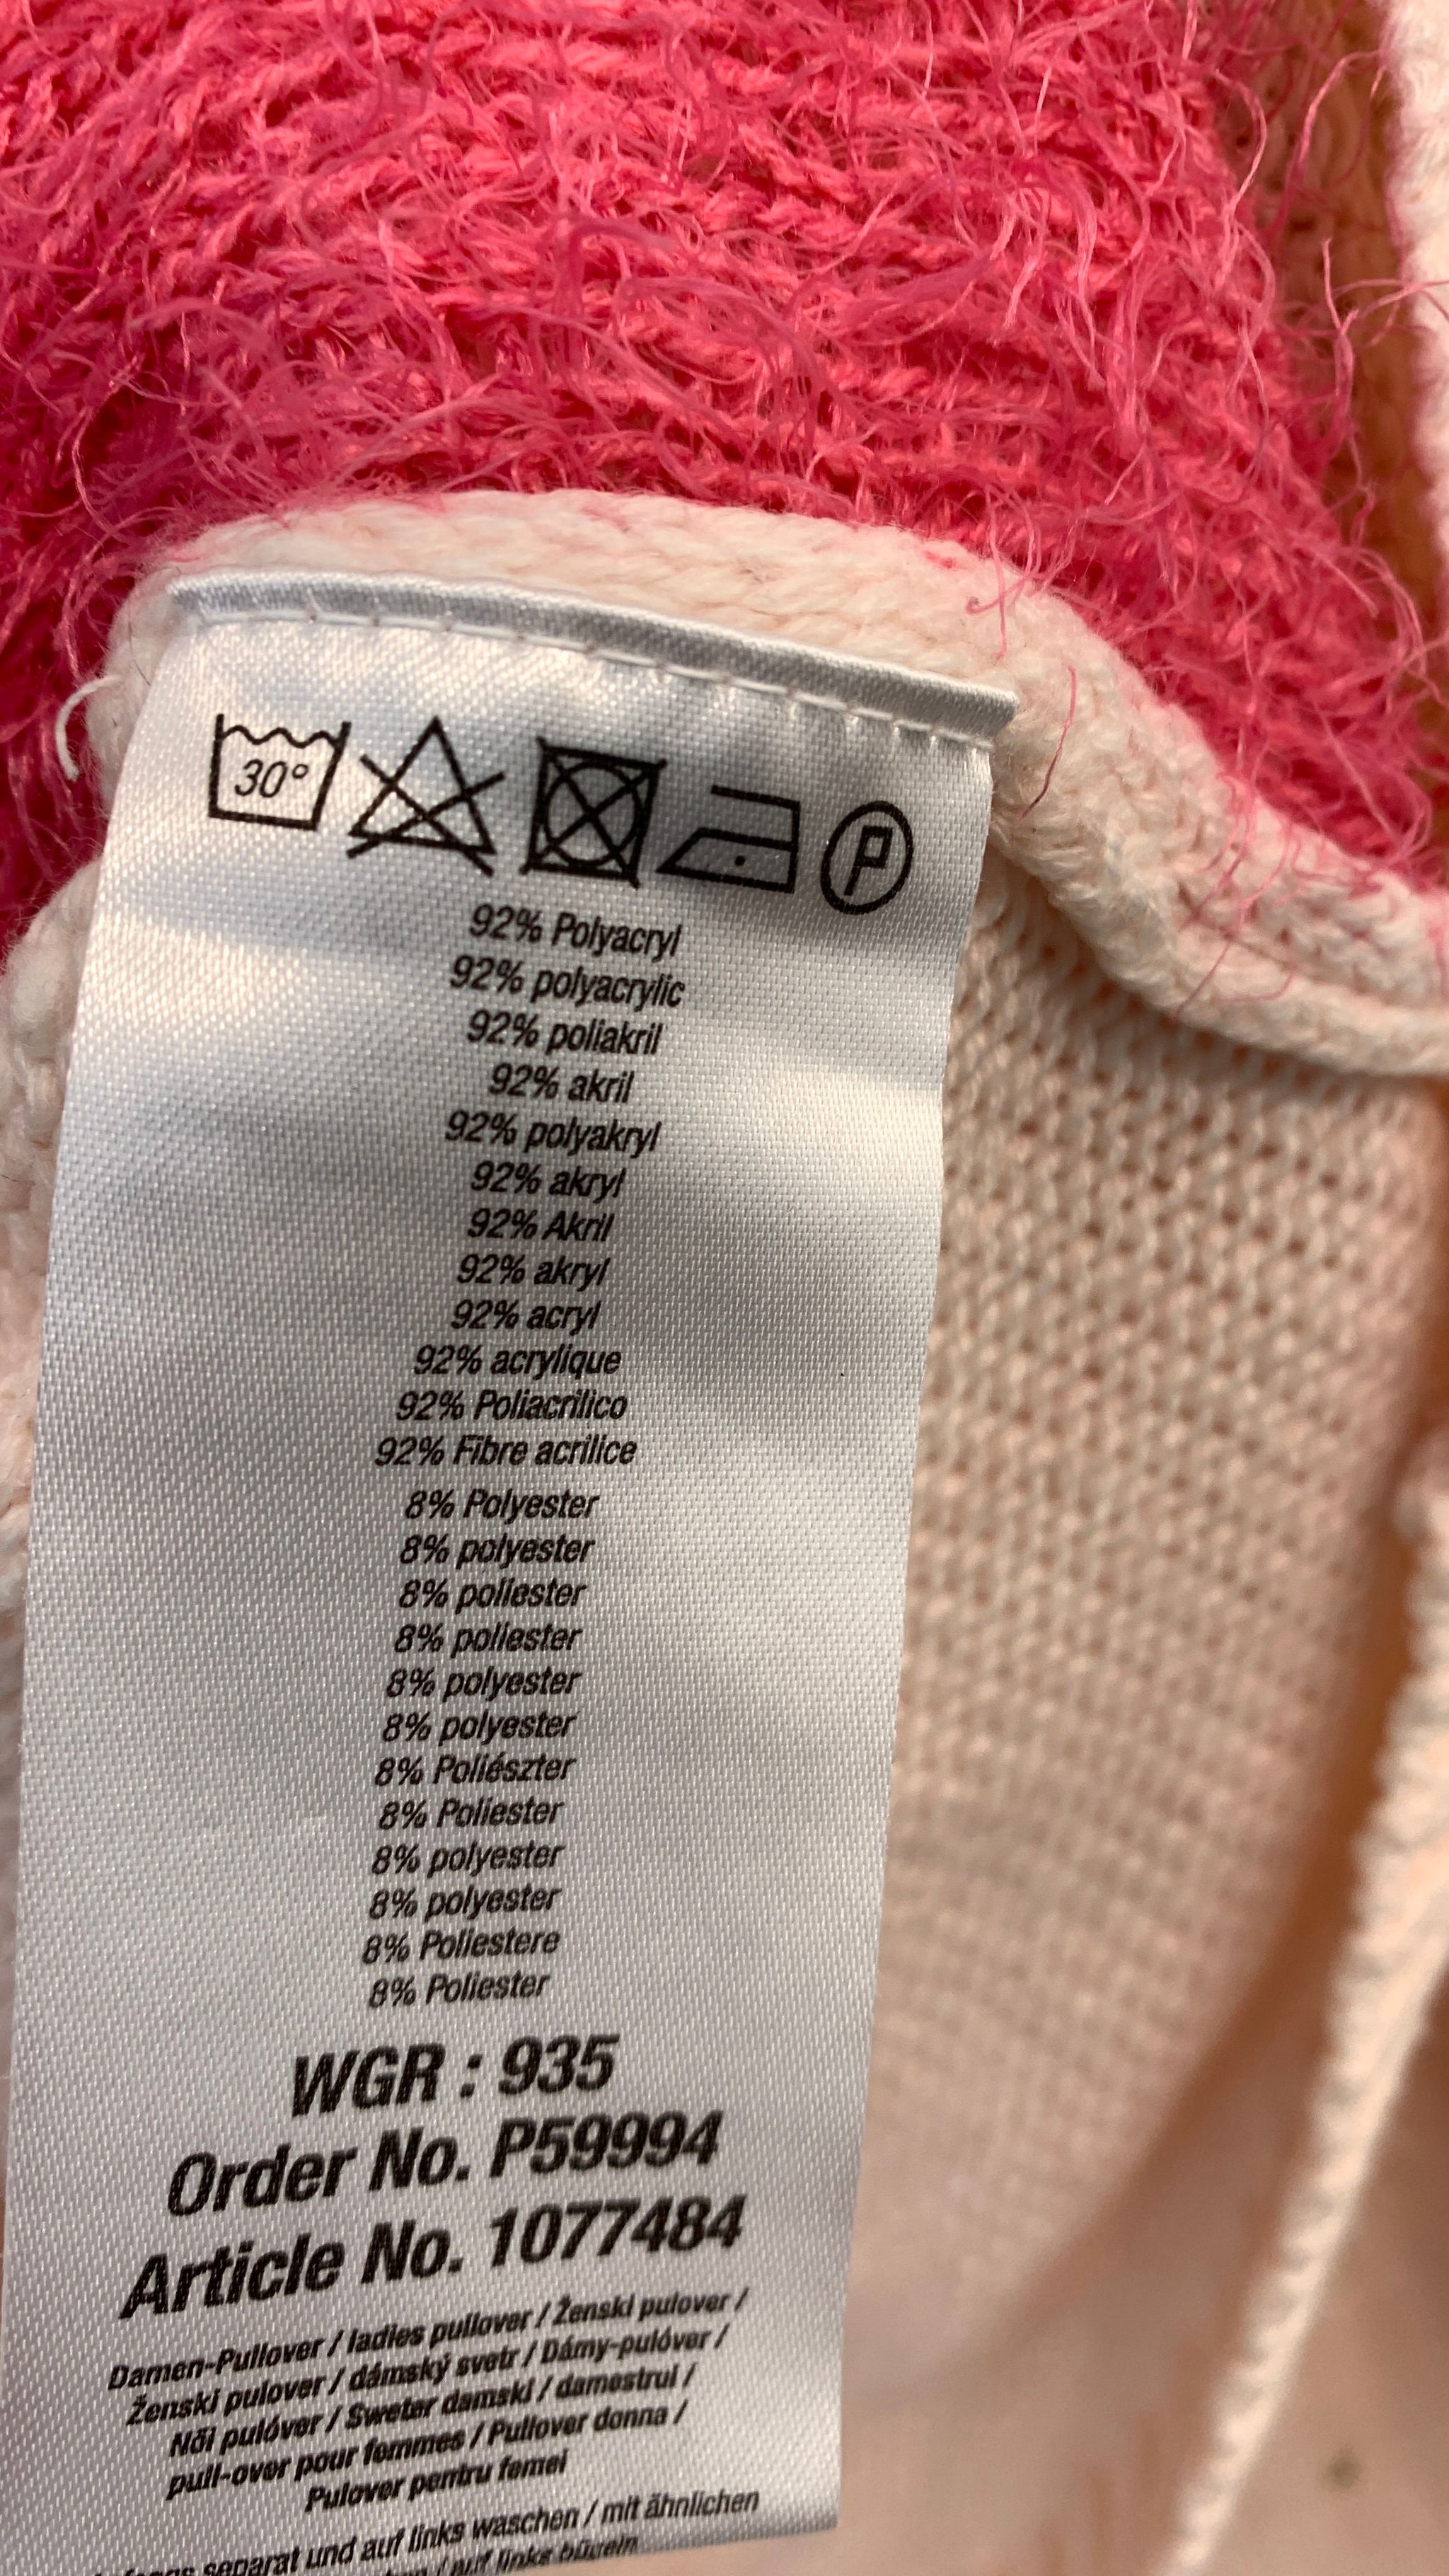 30°
P
92% Polyacryl
92% polyacrylic
92% poliakril
92% akril
92% polyakryl
92% akryl
92% Akril
92% akryl
92% acryl
92% acrylique
92% Poliacrilico
92% Fibre acrilice
8% Polyester
8% polyester
8% poliester
8% poliester
8% polyester
8% polyester
8% Poliészter
8% Poliester
8% polyester
8% polyester
8% Poliestere
8% Poliester
WGR : 935
Order No. P59994
Article No. 1077484
Damen-Pullover / ladies pullover / Ženski pulover /
Ženski pulover / dámský svetr / Dámy-pulóver /
Női pulóver / Sweter damski / damestrui /
pull-over pour femmes / Pullover donna /
Pulover pentru femei
separat und auf links waschen / mit ähnlichen
/ auf links bügeln